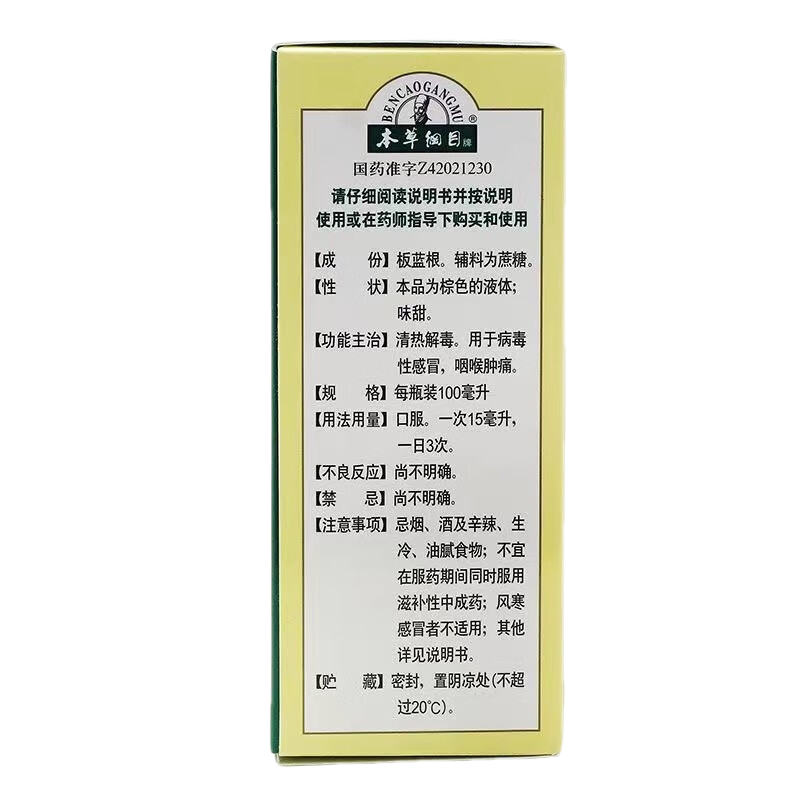 BENCAOGANGMU
本草纲目牌®
国药准字Z42021230
请仔细阅读说明书并按说明
使用或在药师指导下购买和使用
【成 份】板蓝根。辅料为蔗糖。
【性 状】本品为棕色的液体；
味甜。
【功能主治】清热解毒。用于病毒
性感冒，咽喉肿痛。
【规 格】每瓶装100毫升
【用法用量】口服。一次15毫升，
一日3次。
【不良反应】尚不明确。
【禁 忌】尚不明确。
【注意事项】忌烟、酒及辛辣、生
冷、油腻食物；不宜
在服药期间同时服用
滋补性中成药；风寒
感冒者不适用；其他
详见说明书。
【贮 藏】密封，置阴凉处(不超
过20℃)。